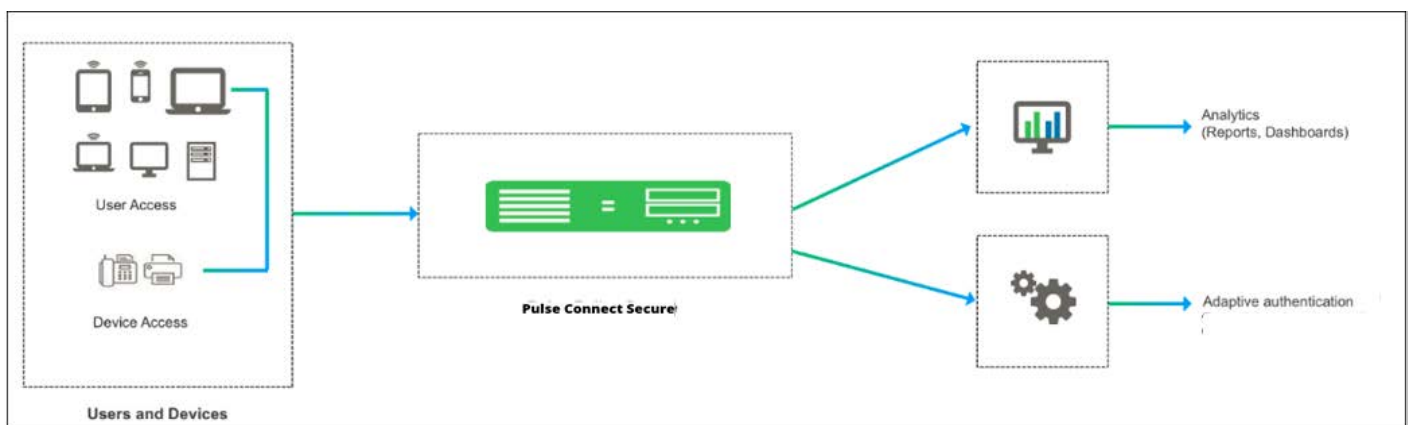 User Access
Device Access
Users and Devices
Pulse Connect Secure
Analytics
(Reports, Dashboards)
Adaptive authentication